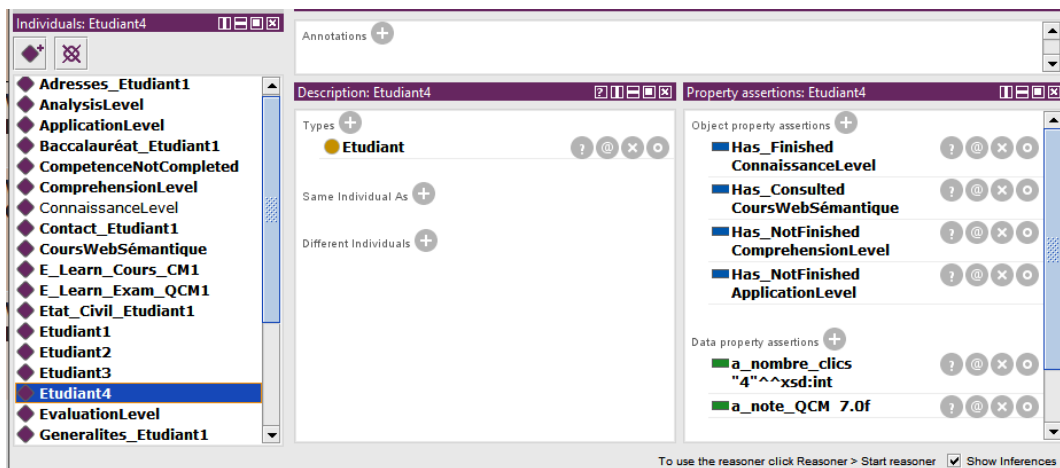 Individuals: Etudiant4
Adresses_Etudiant1
AnalysisLevel
ApplicationLevel
Baccalauréat_Etudiant1
CompetenceNotCompleted
ComprehensionLevel
ConnaissanceLevel
Contact_Etudiant1
CoursWebSémantique
E_Learn_Cours_CM1
E_Learn_Exam_QCM1
Etat_Civil_Etudiant1
Etudiant1
Etudiant2
Etudiant3
Etudiant4
EvaluationLevel
Generalites_Etudiant1
Annotations
Description: Etudiant4
Types
Etudiant
Same Individual As
Different Individuals
Property assertions: Etudiant4
Object property assertions
Has_Finished
ConnaissanceLevel
Has_Consulted
CoursWebSémantique
Has_NotFinished
ComprehensionLevel
Has_NotFinished
ApplicationLevel
Data property assertions
a_nombre_clics
"4"^^xsd:int
a_note_QCM 7.0f
To use the reasoner click Reasoner > Start reasoner
Show Inferences